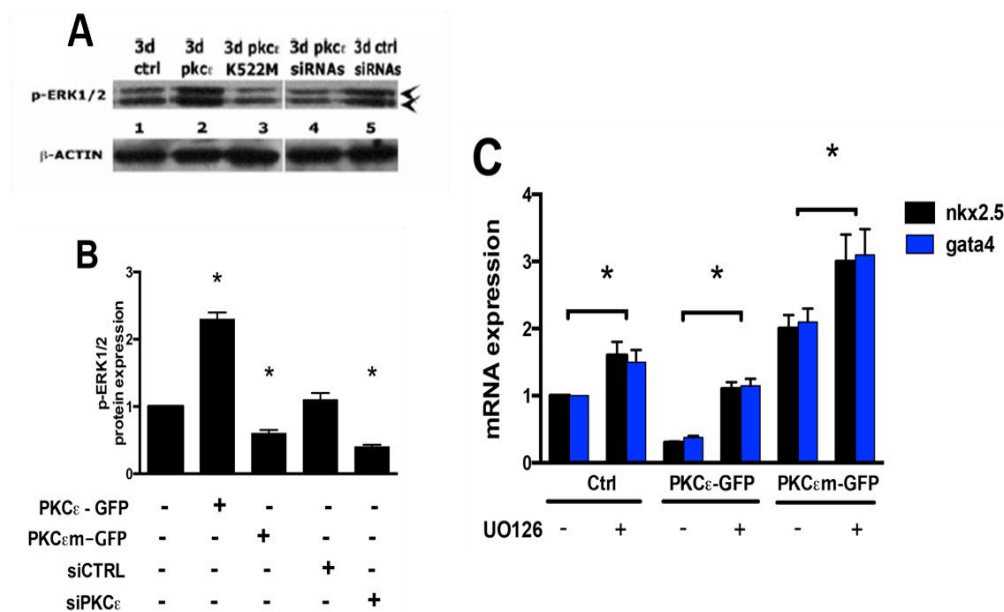 A
3d ctrl
3d pkcε
3d pkcε K522M
3d pkcε siRNAs
3d ctrl siRNAs
p-ERK1/2
1 2 3 4 5
β-ACTIN
B
p-ERK1/2
protein expression
3
2
1
0
*
*
*
PKCε - GFP - + - - -
PKCεm-GFP - - + - -
siCTRL - - - + -
siPKCε - - - - +
C
mRNA expression
4
3
2
1
0
*
*
*
nkx2.5
gata4
Ctrl PKCε-GFP PKCεm-GFP
UO126 - + - + - +